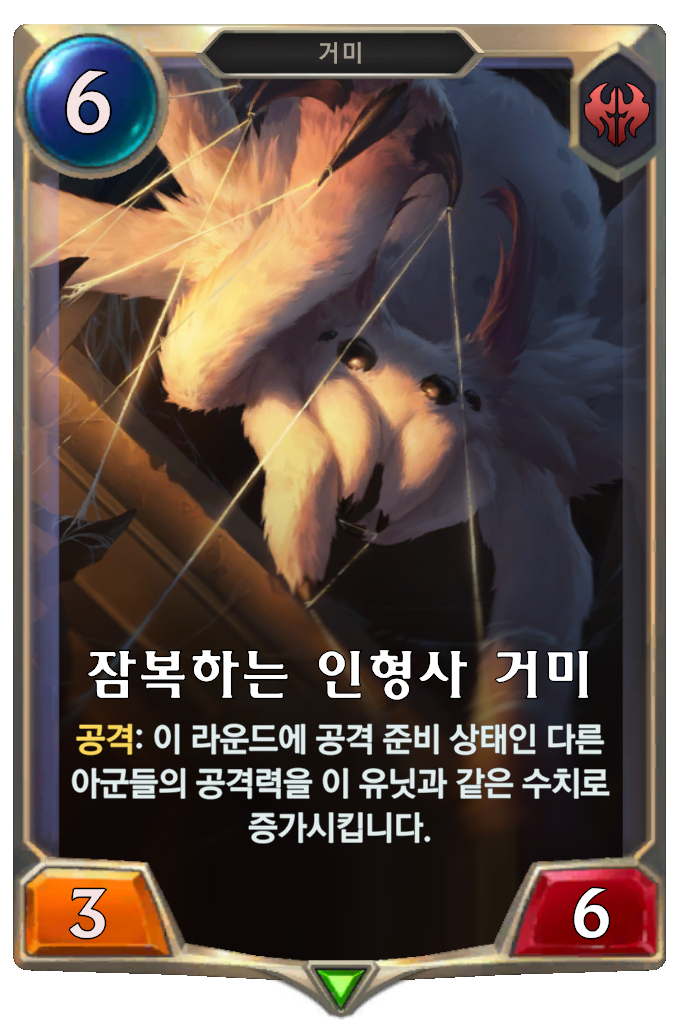 거미
6
잠복하는 인형사 거미
공격: 이 라운드에 공격 준비 상태인 다른
아군들의 공격력을 이 유닛과 같은 수치로
증가시킵니다.
3
6